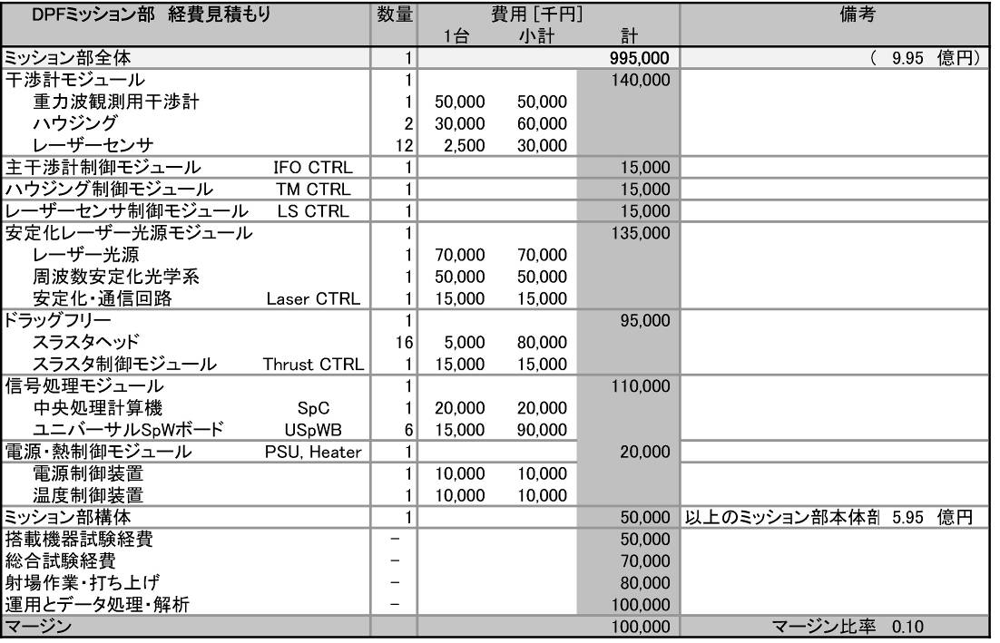 DPFミッション部 経費見積もり 数量 費用 [千円] 備考
1台 小計 計
ミッション部全体 1 995,000 ( 9.95 億円)
干渉計モジュール 1 140,000
重力波観測用干渉計 1 50,000 50,000
ハウジング 2 30,000 60,000
レーザーセンサ 12 2,500 30,000
主干渉計制御モジュール IFO CTRL 1 15,000
ハウジング制御モジュール TM CTRL 1 15,000
レーザーセンサ制御モジュール LS CTRL 1 15,000
安定化レーザー光源モジュール 1 135,000
レーザー光源 1 70,000 70,000
周波数安定化光学系 1 50,000 50,000
安定化・通信回路 Laser CTRL 1 15,000 15,000
ドラッグフリー 1 95,000
スラスタヘッド 16 5,000 80,000
スラスタ制御モジュール Thrust CTRL 1 15,000 15,000
信号処理モジュール 1 110,000
中央処理計算機 SpC 1 20,000 20,000
ユニバーサルSpWボード USpWB 6 15,000 90,000
電源・熱制御モジュール PSU, Heater 1 20,000
電源制御装置 1 10,000 10,000
温度制御装置 1 10,000 10,000
ミッション部構体 1 50,000 以上のミッション部本体部 5.95 億円
搭載機器試験経費 - 50,000
総合試験経費 - 70,000
射場作業・打ち上げ - 80,000
運用とデータ処理・解析 - 100,000
マージン 100,000 マージン比率 0.10